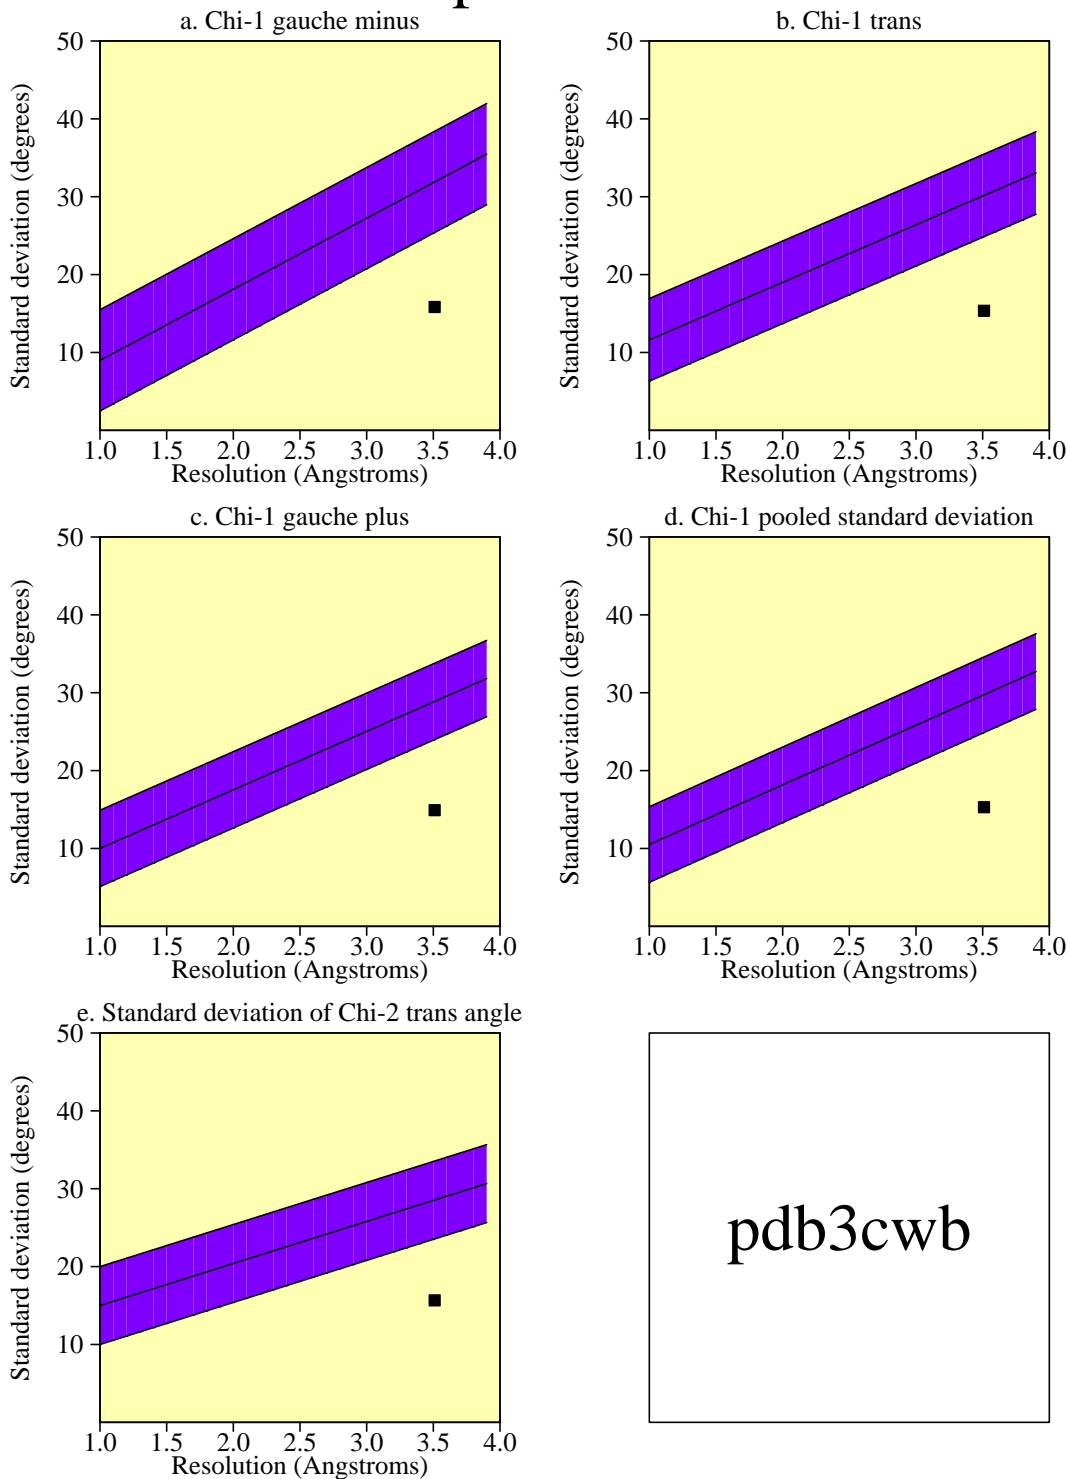 a. Chi-1 gauche minus
50
40
30
20
10
Standard deviation (degrees)
1.0 1.5 2.0 2.5 3.0 3.5 4.0
Resolution (Angstroms)
b. Chi-1 trans
50
40
30
20
10
Standard deviation (degrees)
1.0 1.5 2.0 2.5 3.0 3.5 4.0
Resolution (Angstroms)
c. Chi-1 gauche plus
50
40
30
20
10
Standard deviation (degrees)
1.0 1.5 2.0 2.5 3.0 3.5 4.0
Resolution (Angstroms)
d. Chi-1 pooled standard deviation
50
40
30
20
10
Standard deviation (degrees)
1.0 1.5 2.0 2.5 3.0 3.5 4.0
Resolution (Angstroms)
e. Standard deviation of Chi-2 trans angle
50
40
30
20
10
Standard deviation (degrees)
1.0 1.5 2.0 2.5 3.0 3.5 4.0
Resolution (Angstroms)
pdb3cwb